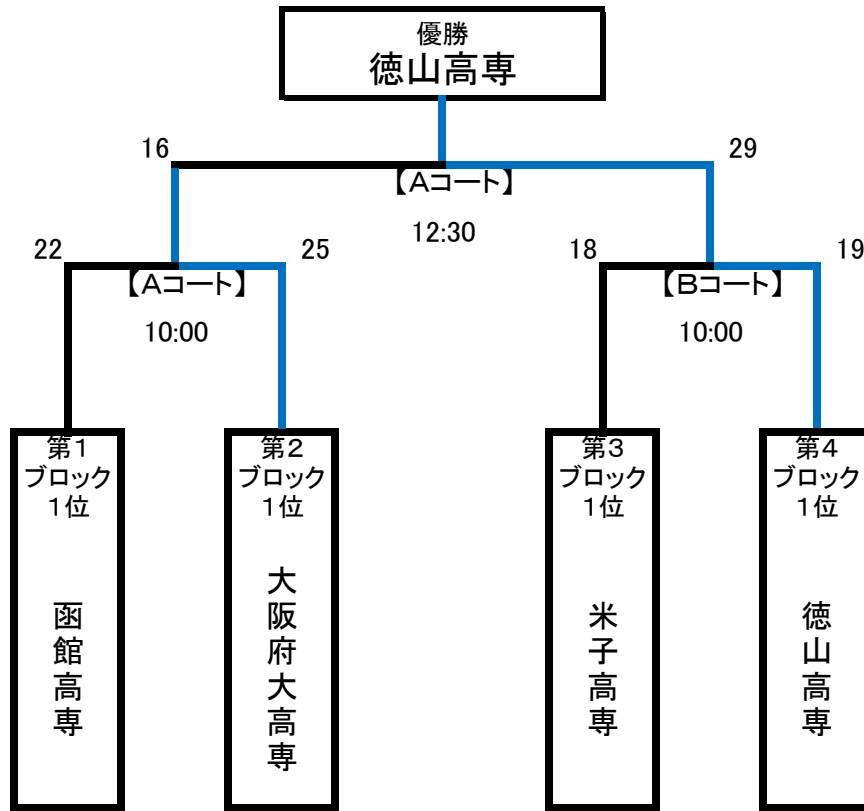 優勝
徳山高専
16
29
【Aコート】
12:30
22
25
18
19
【Aコート】
【Bコート】
10:00
10:00
第1
ブロック
1位
函館高専
第2
ブロック
1位
大阪府大高専
第3
ブロック
1位
米子高専
第4
ブロック
1位
徳山高専